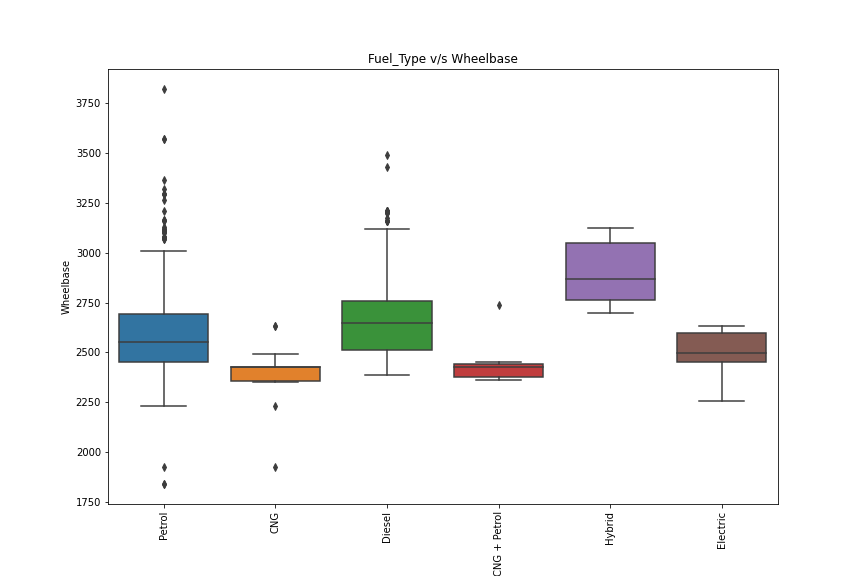 Fuel_Type v/s Wheelbase
3750
3500
3250
3000
2750
2500
2250
2000
1750
Wheelbase
Petrol
CNG
Diesel
CNG + Petrol
Hybrid
Electric